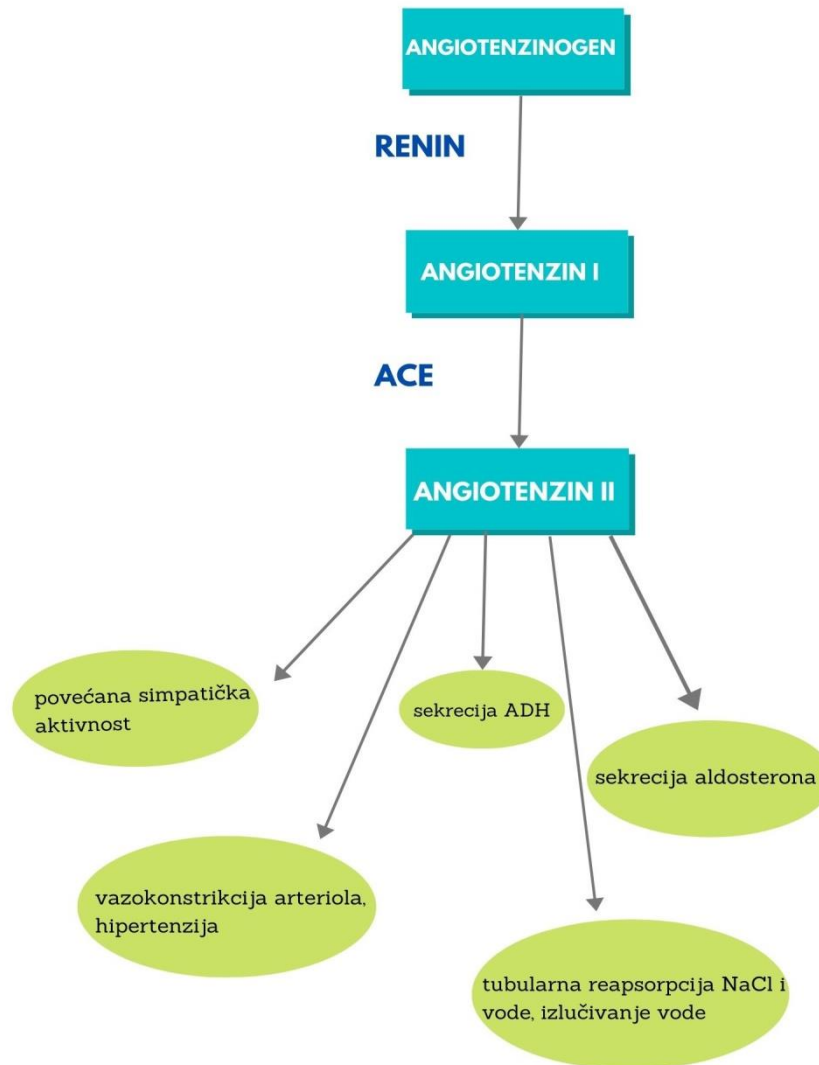 ANGIOTENZINOGEN
RENIN
ANGIOTENZIN I
ACE
ANGIOTENZIN II
povećana simpatička
aktivnost
sekrecija ADH
sekrecija aldosterona
vazokonstrikcija arteriola,
hipertenzija
tubularna reapsorpcija NaCl i
vode, izlučivanje vode